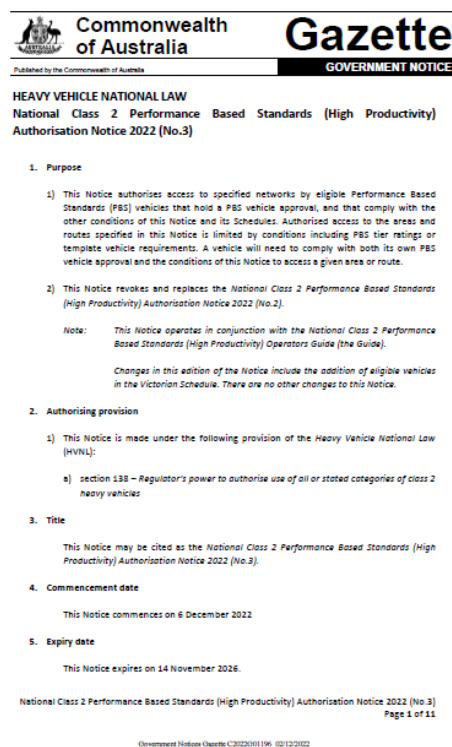 Commonwealth
of Australia
Gazette
Published by the Commonwealth of Australia
GOVERNMENT NOTICE
HEAVY VEHICLE NATIONAL LAW
National Class 2 Performance Based Standards (High Productivity)
Authorisation Notice 2022 (No.3)
1. Purpose
1) This Notice authorises access to specified networks by eligible Performance Based
Standards (PBS) vehicles that hold a PBS vehicle approval, and that comply with the
other conditions of this Notice and its Schedules. Authorised access to the areas and
routes specified in this Notice is limited by conditions including PBS tier ratings or
template vehicle requirements. A vehicle will need to comply with both its own PBS
vehicle approval and the conditions of this Notice to access a given area or route.
2) This Notice revokes and replaces the National Class 2 Performance Based Standards
(High Productivity) Authorisation Notice 2022 (No.2).
Note: This Notice operates in conjunction with the National Class 2 Performance
Based Standards (High Productivity) Operators Guide (the Guide).
Changes in this edition of the Notice include the addition of eligible vehicles
in the Victorian Schedule. There are no other changes to this Notice.
2. Authorising provision
1) This Notice is made under the following provision of the Heavy Vehicle National Law
(HVNL):
a) section 138 – Regulator's power to authorise use of all or stated categories of class 2
heavy vehicles
3. Title
This Notice may be cited as the National Class 2 Performance Based Standards (High
Productivity) Authorisation Notice 2022 (No.3).
4. Commencement date
This Notice commences on 6 December 2022
5. Expiry date
This Notice expires on 14 November 2026.
National Class 2 Performance Based Standards (High Productivity) Authorisation Notice 2022 (No.3)
Page 1 of 11
Government Notices Gazette C2022G01196 02/12/2022